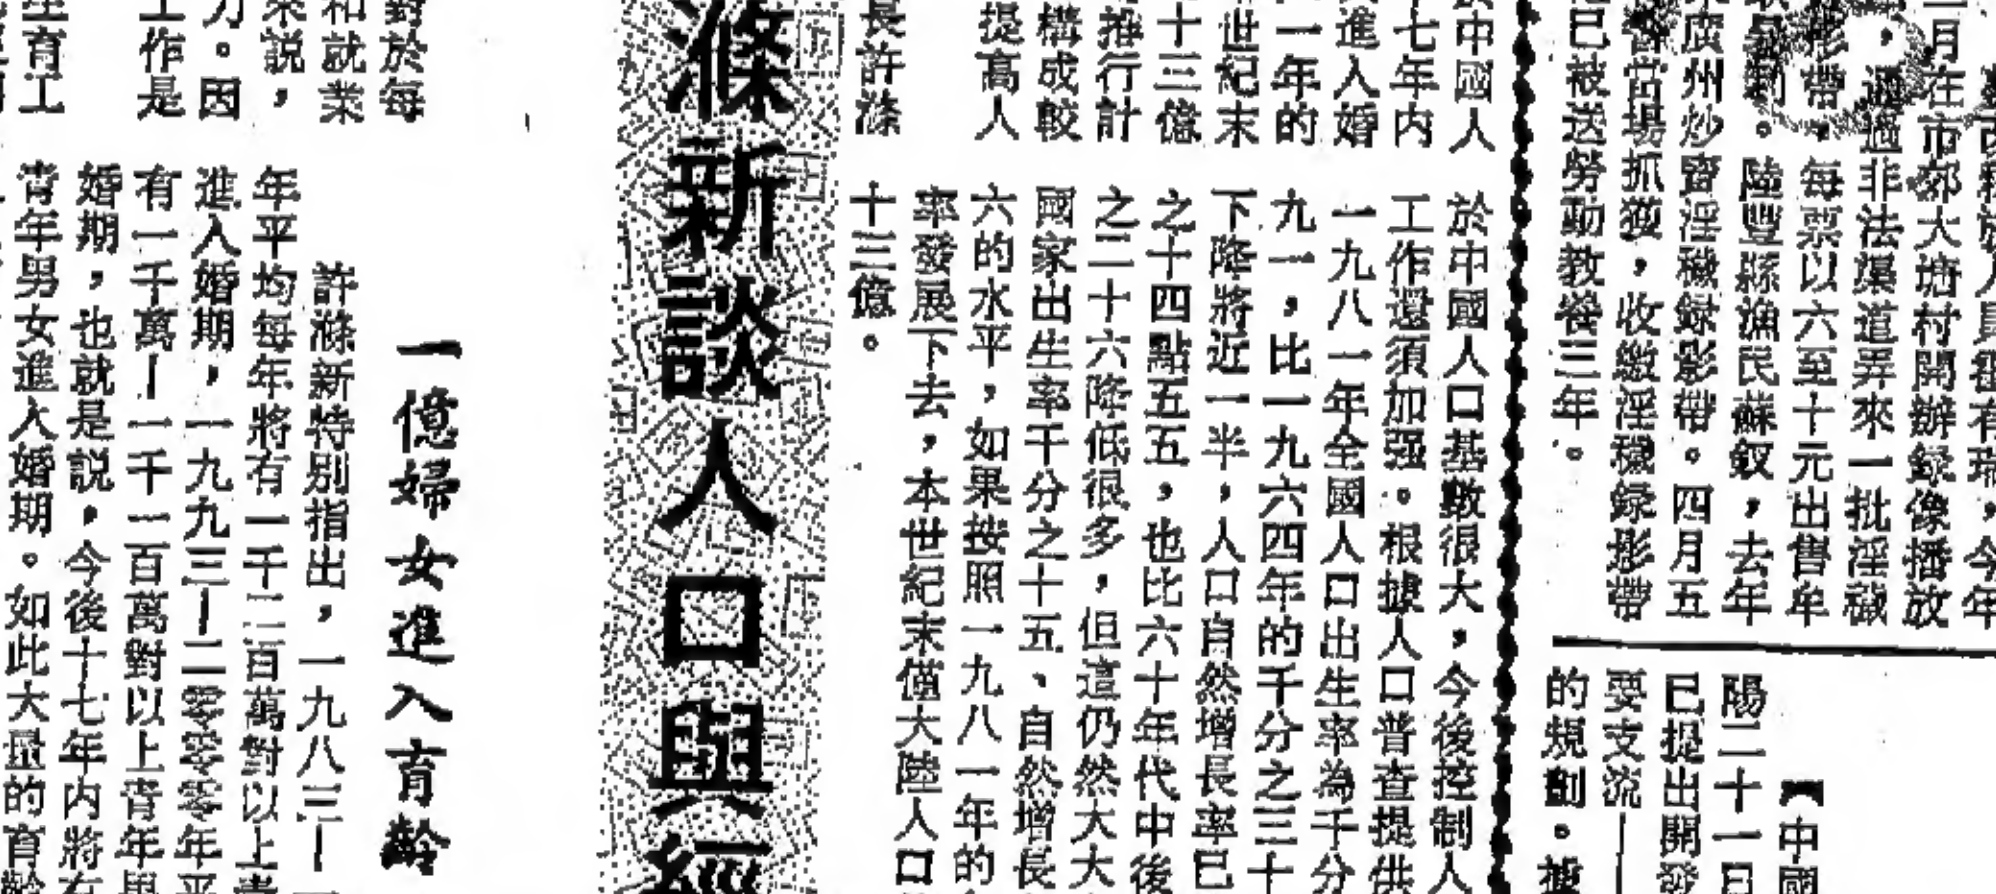 月在市郊大塘村開辦録像播放
過非法渠道弄來一批淫穢
每票以六至十元出售牟
陸豐縣漁民蘇釵，去年
廣州炒賣淫穢録影帶。四月五
當場抓獲，收繳淫穢録影帶
已被送勞動教養三年。
【中國
陽二十一日
已提出開發
要支流—
的規劃。據
中國人
七年内
進入婚
一年的
世紀末
十三億
推行計
構成較
提高人
長許滌
於中國人口基數很大，今後控制人
工作還須加强。根據人口普查提供
一九八一年全國人口出生率為千分
九一，比一九六四年的千分之三十
下降將近一半，人口自然增長率已
之十四點五五，也比六十年代中後
之二十六降低很多，但這仍然大大
國家出生率千分之十五、自然增長
六的水平，如果按照一九八一年的
率發展下去，本世紀末僅大陸人口
十三億。
滌新談人口與經
對於每
和就業
來説，
力。因
工作是
生育工
一億婦女進入育齡
許滌新特别指出，一九八三—
年平均每年將有一千二百萬對以上青
進入婚期，一九九三—二零零零年平
有一千萬—一千一百萬對以上青年男
婚期，也就是説，今後十七年内將有
青年男女進入婚期。如此大量的育齡